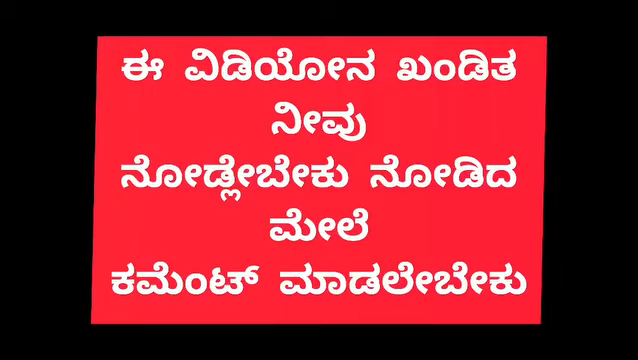 ಈ ವಿಡಿಯೋನ ಖಂಡಿತ
ನೀವು
ನೋಡ್ಲೇಬೇಕು ನೋಡಿದ
ಮೇಲೆ
ಕಮೆಂಟ್ ಮಾಡಲೇಬೇಕು